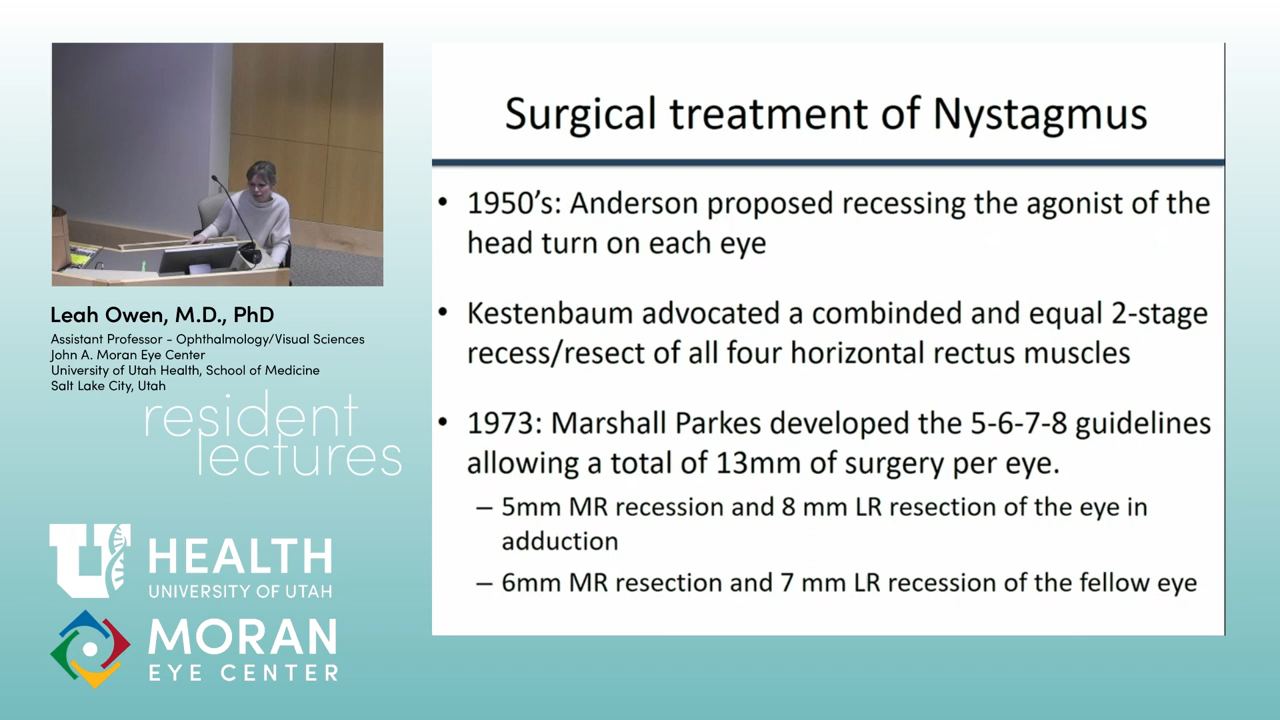 Surgical treatment of Nystagmus
• 1950's: Anderson proposed recessing the agonist of the
head turn on each eye
• Kestenbaum advocated a combinded and equal 2-stage
recess/resect of all four horizontal rectus muscles
• 1973: Marshall Parkes developed the 5-6-7-8 guidelines
allowing a total of 13mm of surgery per eye.
– 5mm MR recession and 8 mm LR resection of the eye in
adduction
– 6mm MR resection and 7 mm LR recession of the fellow eye
Leah Owen, M.D., PhD
Assistant Professor - Ophthalmology/Visual Sciences
John A. Moran Eye Center
University of Utah Health, School of Medicine
Salt Lake City, Utah
resident
lectures
U HEALTH
UNIVERSITY OF UTAH
MORAN
EYE CENTER